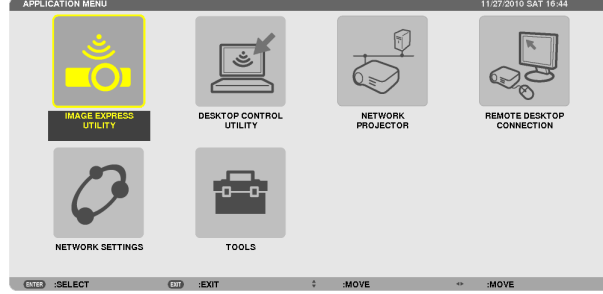 APPLICATION MENU 11/27/2010 SAT 16:44
IMAGE EXPRESS
UTILITY
DESKTOP CONTROL
UTILITY
NETWORK
PROJECTOR
REMOTE DESKTOP
CONNECTION
NETWORK SETTINGS
TOOLS
ENTER :SELECT EXIT :EXIT :MOVE :MOVE